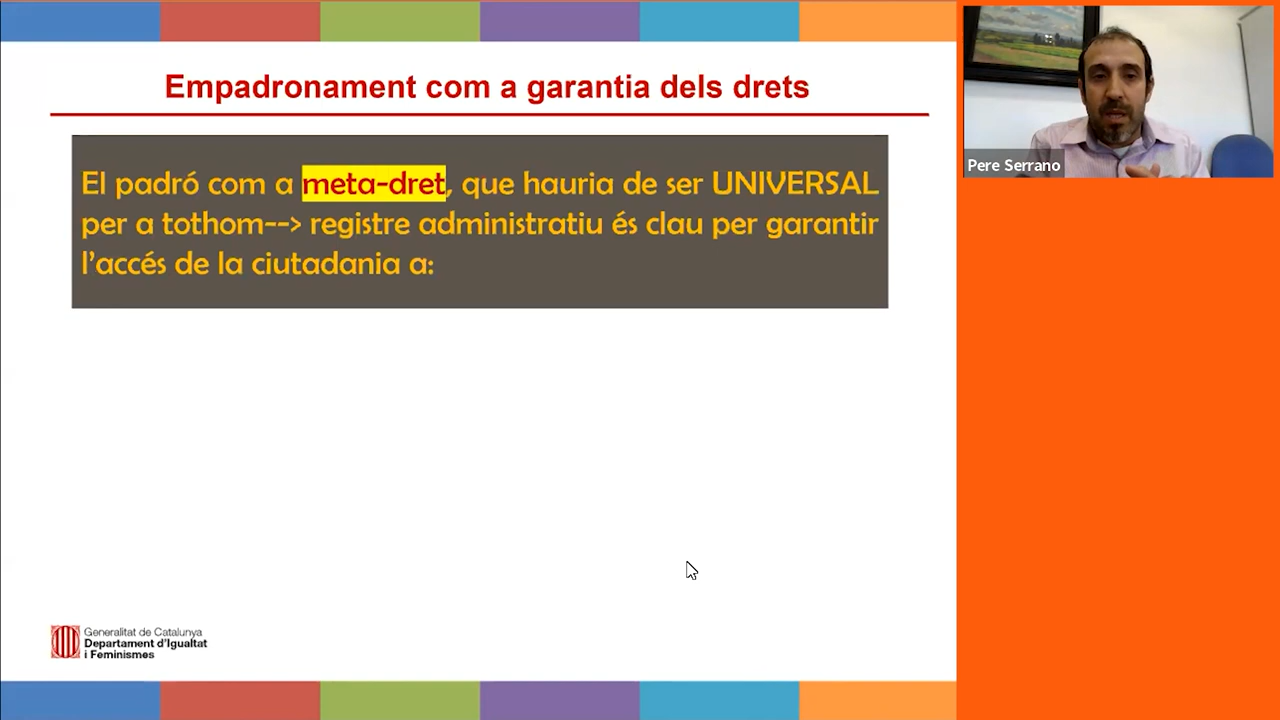 Empadronament com a garantia dels drets
El padró com a meta-dret, que hauria de ser UNIVERSAL
per a tothom--> registre administratiu és clau per garantir
l’accés de la ciutadania a:
Pere Serrano
Generalitat de Catalunya
Departament d'Igualtat
i Feminismes